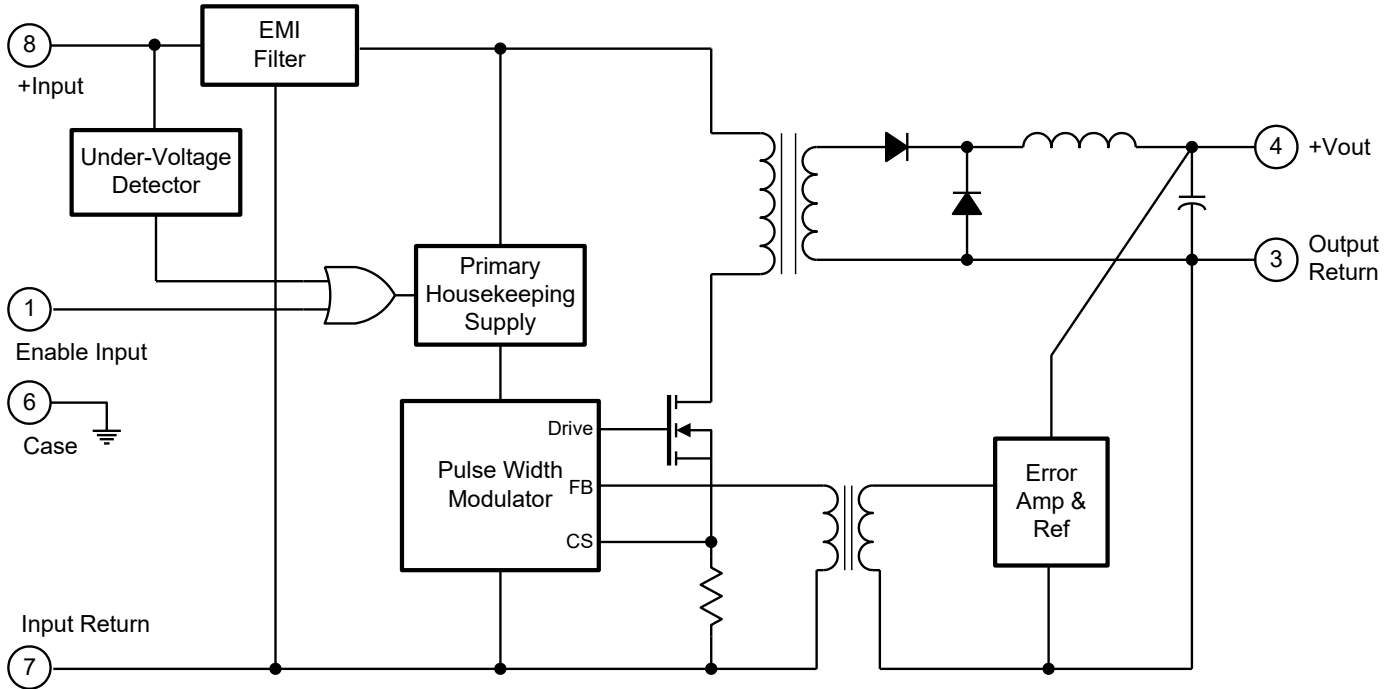 8
+Input
EMI
Filter
Under-Voltage
Detector
4
+Vout
3
Output
Return
1
Enable Input
Primary
Housekeeping
Supply
6
Case
Drive
Pulse Width
Modulator
FB
CS
Error
Amp &
Ref
Input Return
7